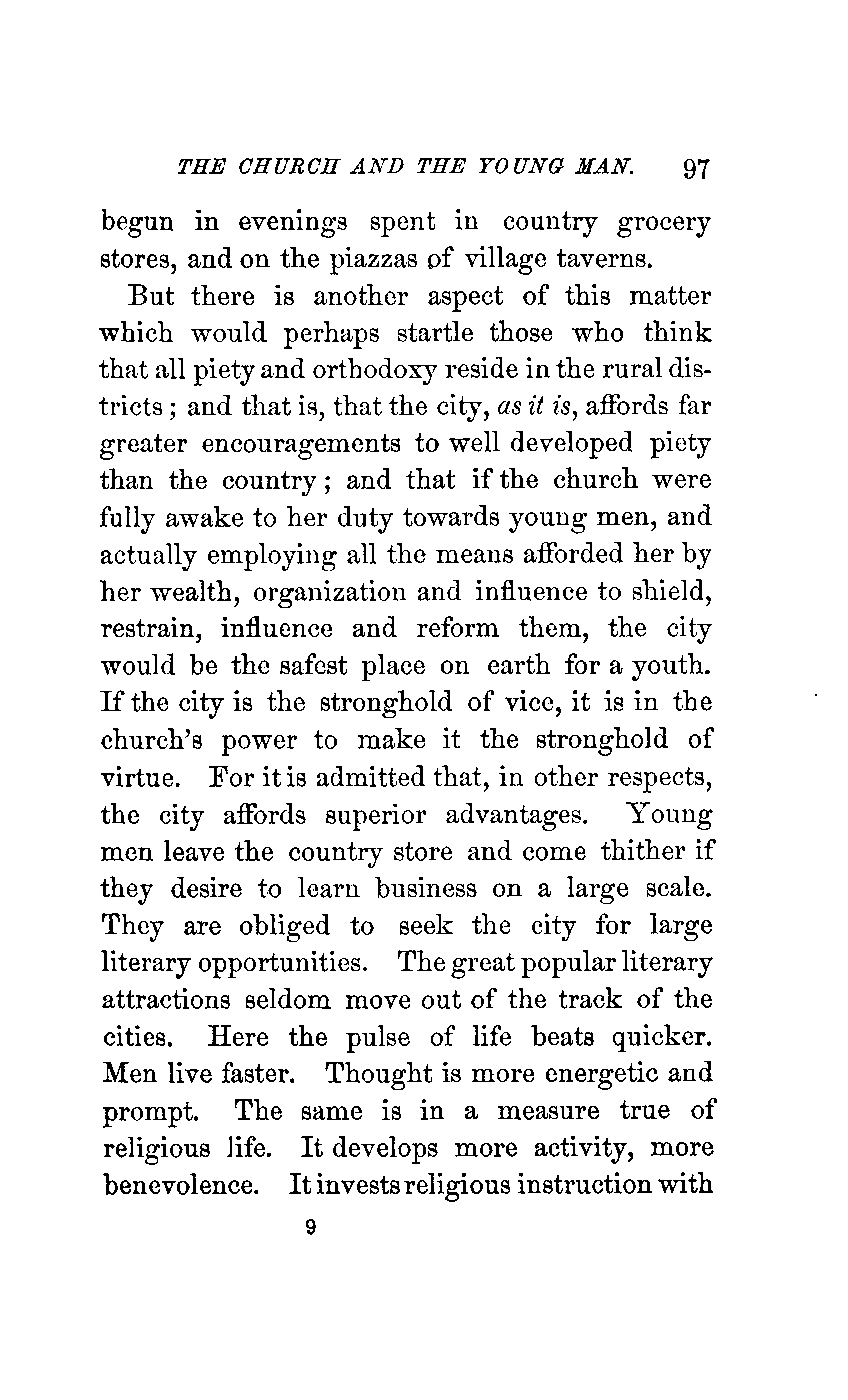 THE CHURCH AND THE YOUNG MAN. 97
begun in evenings spent in country grocery
stores, and on the piazzas of village taverns.
But there is another aspect of this matter
which would perhaps startle those who think
that all piety and orthodoxy reside in the rural dis-
tricts ; and that is, that the city, as it is, affords far
greater encouragements to well developed piety
than the country ; and that if the church were
fully awake to her duty towards young men, and
actually employing all the means afforded her by
her wealth, organization and influence to shield,
restrain, influence and reform them, the city
would be the safest place on earth for a youth.
If the city is the stronghold of vice, it is in the
church's power to make it the stronghold of
virtue. For it is admitted that, in other respects,
the city affords superior advantages. Young
men leave the country store and come thither if
they desire to learn business on a large scale.
They are obliged to seek the city for large
literary opportunities. The great popular literary
attractions seldom move out of the track of the
cities. Here the pulse of life beats quicker.
Men live faster. Thought is more energetic and
prompt. The same is in a measure true of
religious life. It develops more activity, more
benevolence. It invests religious instruction with
9